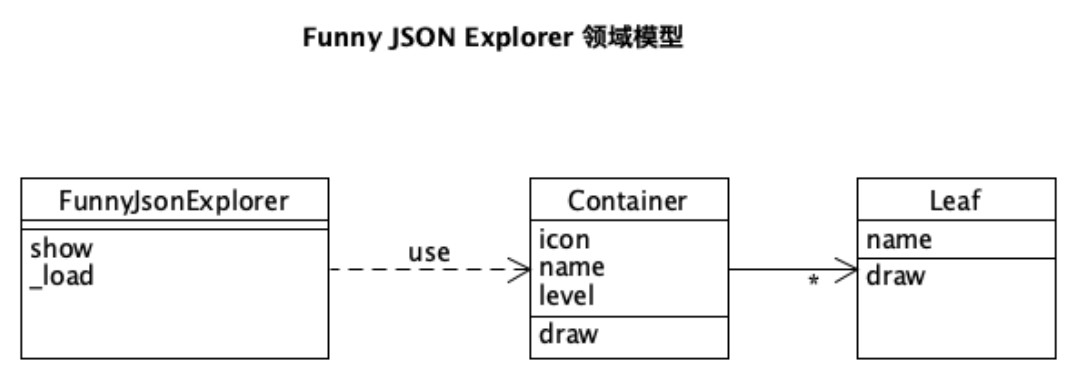 Funny JSON Explorer 领域模型
FunnyJsonExplorer
show
_load
use
Container
icon
name
level
draw
*
Leaf
name
draw